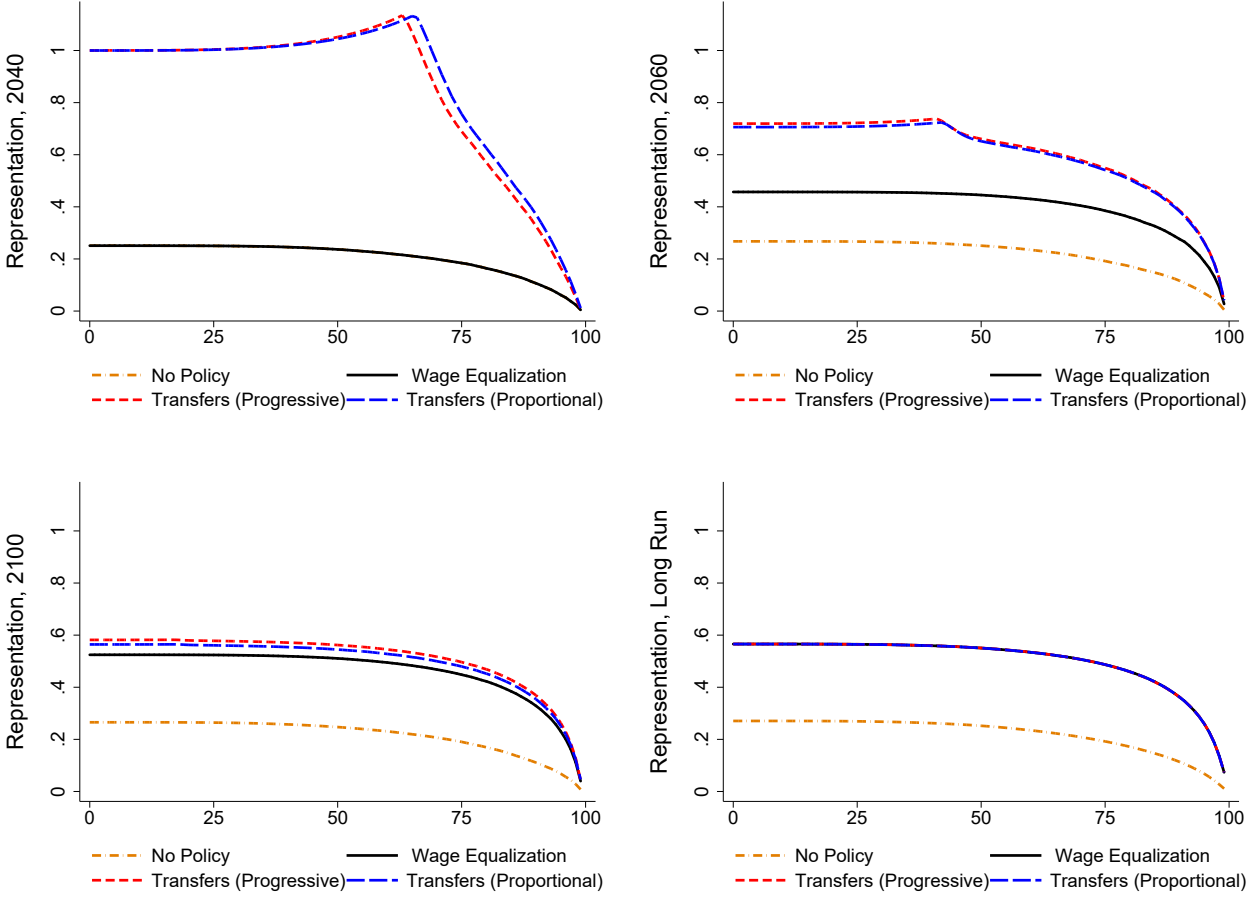 Representation, 2040
1
.8
.6
.4
.2
0
0 25 50 75 100
No Policy Wage Equalization
Transfers (Progressive) Transfers (Proportional)
Representation, 2060
1
.8
.6
.4
.2
0
0 25 50 75 100
No Policy Wage Equalization
Transfers (Progressive) Transfers (Proportional)
Representation, 2100
1
.8
.6
.4
.2
0
0 25 50 75 100
No Policy Wage Equalization
Transfers (Progressive) Transfers (Proportional)
Representation, Long Run
1
.8
.6
.4
.2
0
0 25 50 75 100
No Policy Wage Equalization
Transfers (Progressive) Transfers (Proportional)